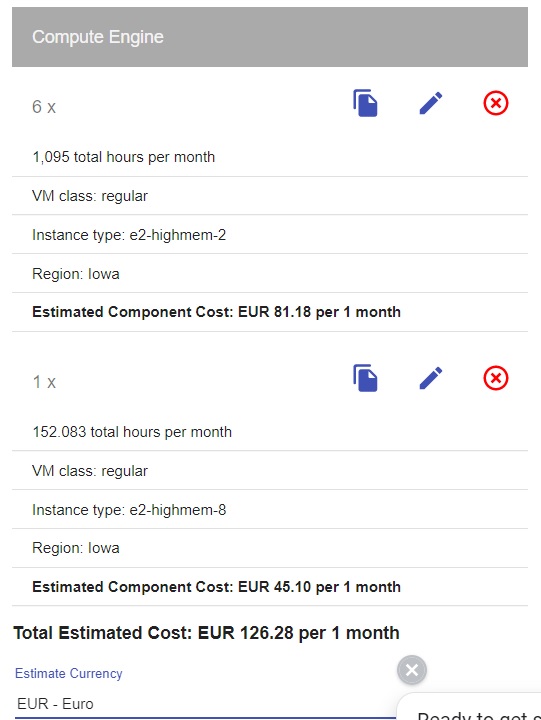 Compute Engine
6 x
1,095 total hours per month
VM class: regular
Instance type: e2-highmem-2
Region: Iowa
Estimated Component Cost: EUR 81.18 per 1 month
1 x
152.083 total hours per month
VM class: regular
Instance type: e2-highmem-8
Region: Iowa
Estimated Component Cost: EUR 45.10 per 1 month
Total Estimated Cost: EUR 126.28 per 1 month
Estimate Currency
EUR - Euro
Ready to get